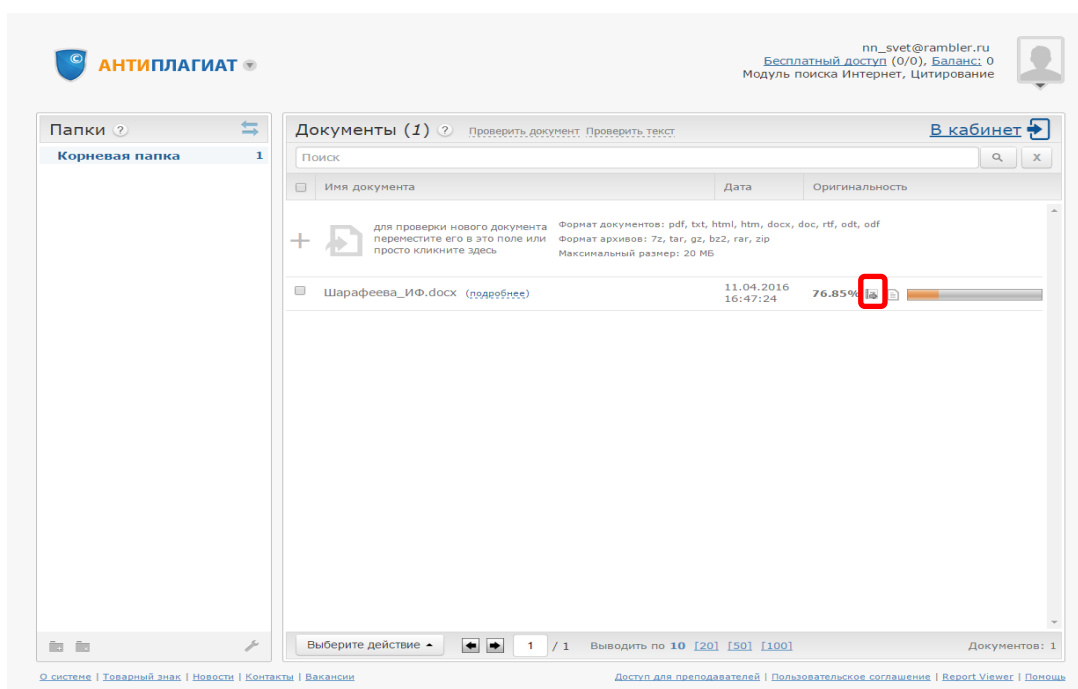 nn_svet@rambler.ru
© АНТИПЛАГИАТ
Бесплатный доступ (0/0), Баланс: 0
Модуль поиска Интернет, Цитирование
Папки ?
Документы (1) ? Проверить документ Проверить текст
В кабинет
Корневая папка 1
Поиск
X
Имя документа Дата Оригинальность
для проверки нового документа
переместите его в это поле или
просто кликните здесь
Формат документов: pdf, txt, html, htm, docx, doc, rtf, odt, odf
Формат архивов: 7z, tar, gz, bz2, rar, zip
Максимальный размер: 20 МБ
Шарафеева_ИФ.docx (подробнее)
11.04.2016
16:47:24
76.85%
Выберите действие 1 / 1 Выводить по 10 [20] [50] [100] Документов: 1
О системе | Товарный знак | Новости | Контакты | Вакансии
Доступ для преподавателей | Пользовательское соглашение | Report Viewer | Помощь